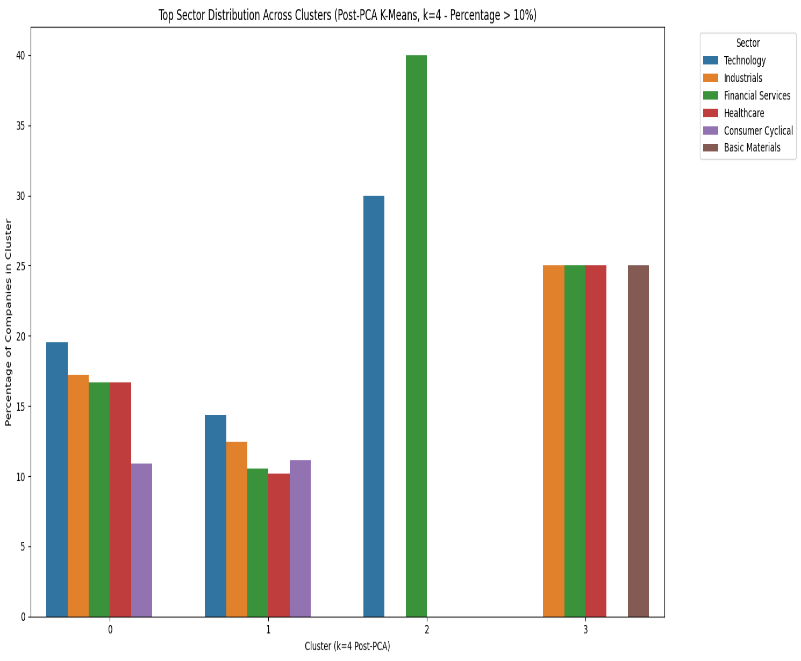 Top Sector Distribution Across Clusters (Post-PCA K-Means, k=4 - Percentage > 10%)
Sector
Technology
Industrials
Financial Services
Healthcare
Consumer Cyclical
Basic Materials
Percentage of Companies in Cluster
40
35
30
25
20
15
10
5
0
0 1 2 3
Cluster (k=4 Post-PCA)